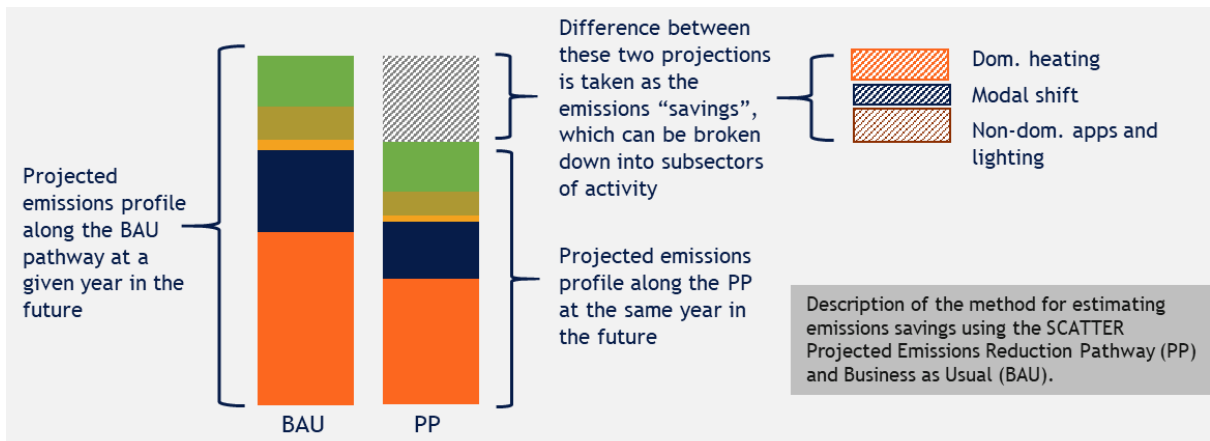 Projected
emissions profile
along the BAU
pathway at a
given year in the
future
BAU
PP
Difference between
these two projections
is taken as the
emissions “savings”,
which can be broken
down into subsectors
of activity
Projected emissions
profile along the PP
at the same year in
the future
Dom. heating
Modal shift
Non-dom. apps and
lighting
Description of the method for estimating
emissions savings using the SCATTER
Projected Emissions Reduction Pathway (PP)
and Business as Usual (BAU).